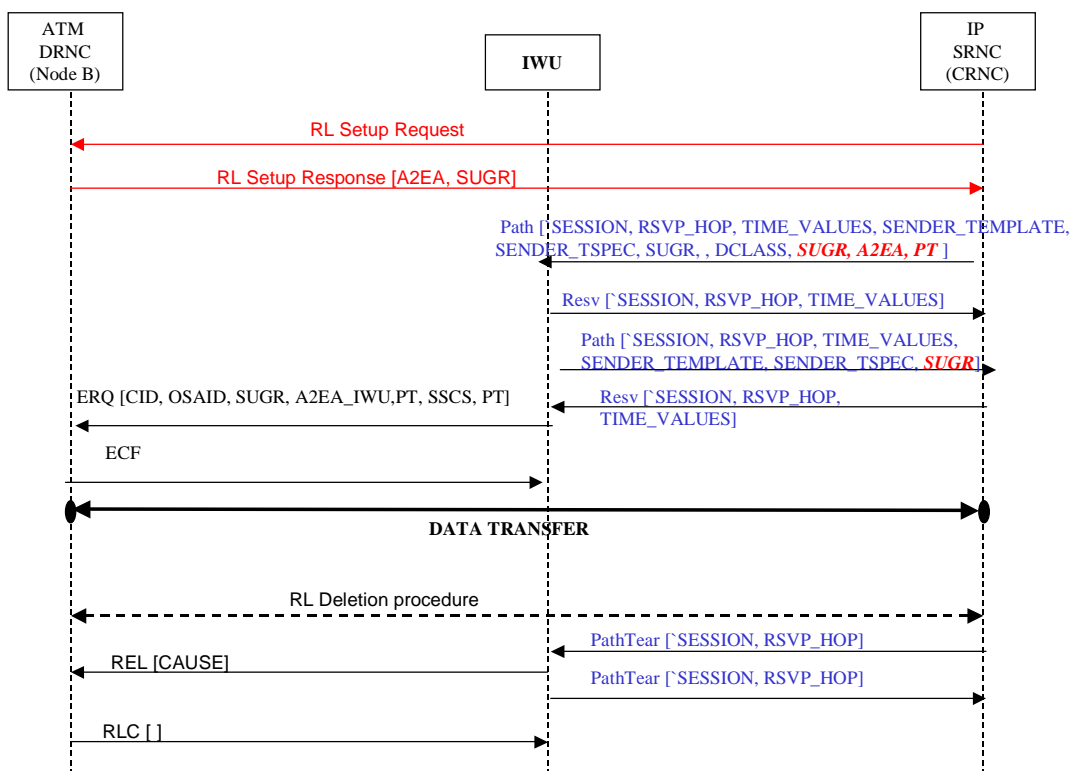 ATM
DRNC
(Node B)
IWU
IP
SRNC
(CRNC)
RL Setup Request
RL Setup Response [A2EA, SUGR]
Path [`SESSION, RSVP_HOP, TIME_VALUES, SENDER_TEMPLATE,
SENDER_TSPEC, SUGR, , DCLASS, SUGR, A2EA, PT ]
Resv [`SESSION, RSVP_HOP, TIME_VALUES]
Path [`SESSION, RSVP_HOP, TIME_VALUES,
SENDER_TEMPLATE, SENDER_TSPEC, SUGR]
ERQ [CID, OSAID, SUGR, A2EA_IWU,PT, SSCS, PT]
Resv [`SESSION, RSVP_HOP,
TIME_VALUES]
ECF
DATA TRANSFER
RL Deletion procedure
PathTear [`SESSION, RSVP_HOP]
REL [CAUSE]
PathTear [`SESSION, RSVP_HOP]
RLC [ ]